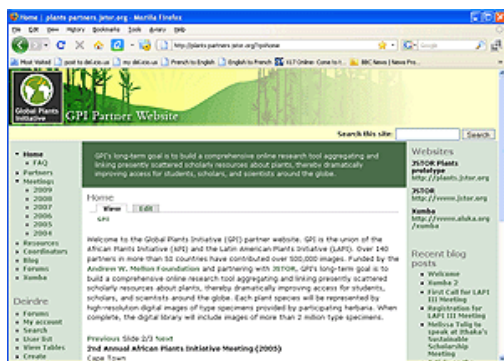 Home | plants-partners.jstor.org - Mozilla Firefox
File Edit View History Bookmarks Tools Help
http://plants-partners.jstor.org/?q=Home
Most Visited post to del.icio.us my del.icio.us French to English English to French BBC News | News Fro...
Global Plants
Initiative
GPI Partner Website
Search this site: Search
Home
FAQ
Partners
Meetings
2009
2008
2007
2006
2005
2004
Resources
Coordinators
Blog
Forums
Xumba
Deirdre
Forums
My account
Search
User list
View Tables
Create
GPI's long-term goal is to build a comprehensive online research tool aggregating and
linking presently scattered scholarly resources about plants, thereby dramatically
improving access for students, scholars, and scientists around the globe.
Home
View Edit
GPI
Welcome to the Global Plants Initiative (GPI) partner website. GPI is the union of the
African Plants Initiative (API) and the Latin American Plants Initiative (LAPI). Over 140
partners in more than 50 countries have contributed over 500,000 images. Funded by the
Andrew W. Mellon Foundation and partnering with JSTOR, GPI's long-term goal is to
build a comprehensive online research tool aggregating and linking presently scattered
scholarly resources about plants, thereby dramatically improving access for students,
scholars, and scientists around the globe. Each plant species will be represented by
high-resolution digital images of type specimens provided by participating herbaria. When
complete, the digital library will include images of more than 2 million type specimens.
Previous Slide 2/3 Next
2nd Annual African Plants Initiative Meeting (2005)
Cape Town
Websites
JSTOR Plants
prototype
http://plants.jstor.org
JSTOR
http://www.jstor.org
Xumba
http://www.aluka.org
/xumba
Recent blog
posts
Welcome
Xumba 2
First Call for LAPI
III Meeting
Registration for
LAPI III Meeting
Melissa Talig to
speak at Ithaka's
Sustainable
Scholarship
Meeting